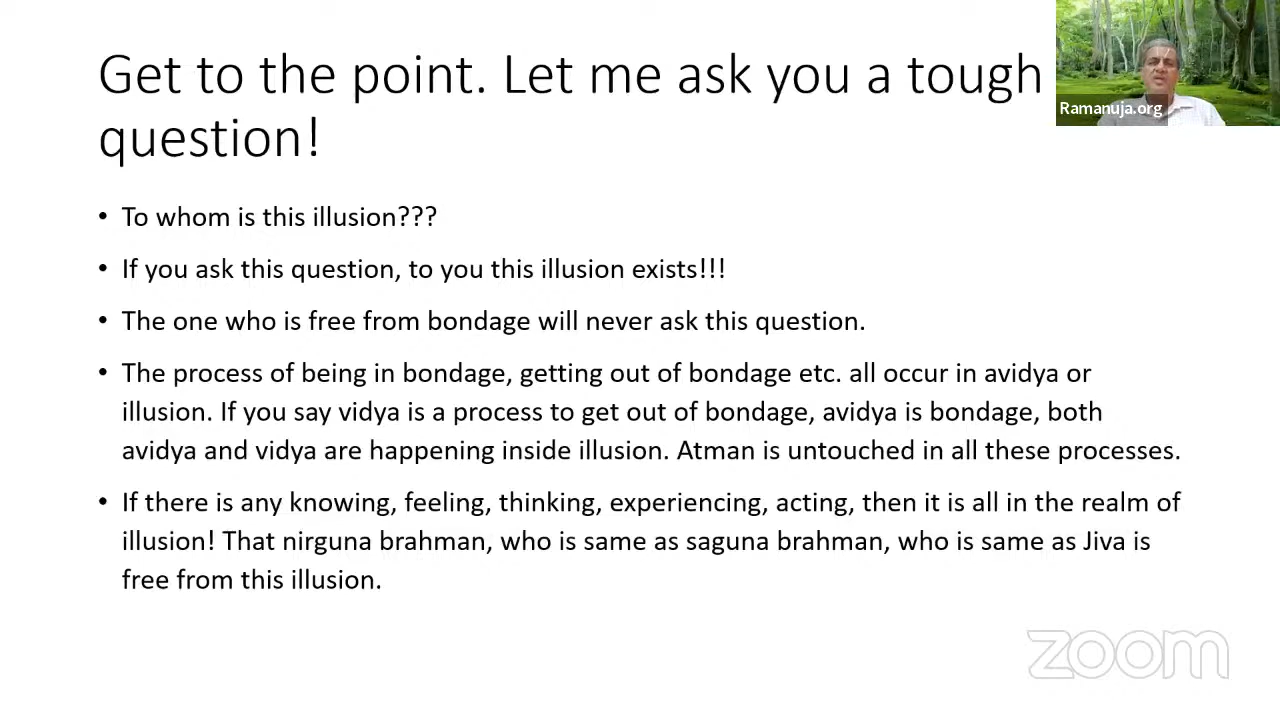 Get to the point. Let me ask you a tough
question!
Ramanuja.org
• To whom is this illusion???
• If you ask this question, to you this illusion exists!!!
• The one who is free from bondage will never ask this question.
• The process of being in bondage, getting out of bondage etc. all occur in avidya or
illusion. If you say vidya is a process to get out of bondage, avidya is bondage, both
avidya and vidya are happening inside illusion. Atman is untouched in all these processes.
• If there is any knowing, feeling, thinking, experiencing, acting, then it is all in the realm of
illusion! That nirguna brahman, who is same as saguna brahman, who is same as Jiva is
free from this illusion.
zoom